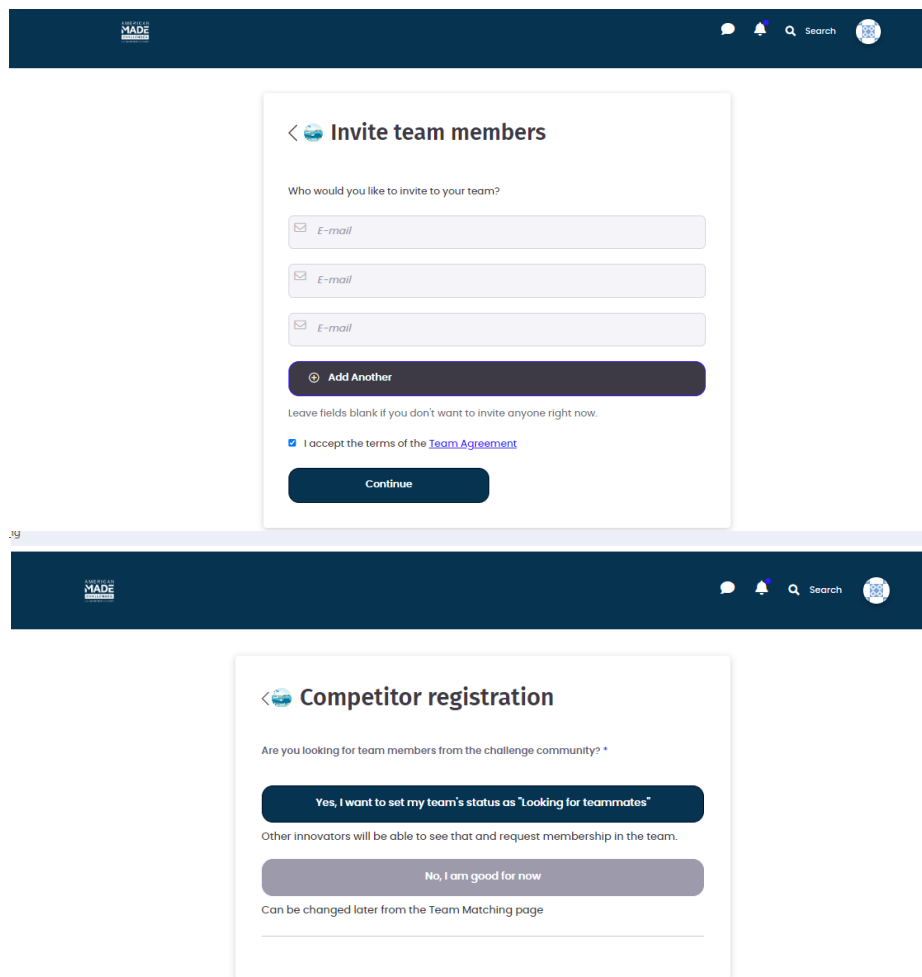 AMERICAN
MADE
CHALLENGES
Search
Invite team members
Who would you like to invite to your team?
E-mail
E-mail
E-mail
Add Another
Leave fields blank if you don't want to invite anyone right now.
I accept the terms of the Team Agreement
Continue
AMERICAN
MADE
CHALLENGES
Search
Competitor registration
Are you looking for team members from the challenge community? *
Yes, I want to set my team's status as "Looking for teammates"
Other innovators will be able to see that and request membership in the team.
No, I am good for now
Can be changed later from the Team Matching page